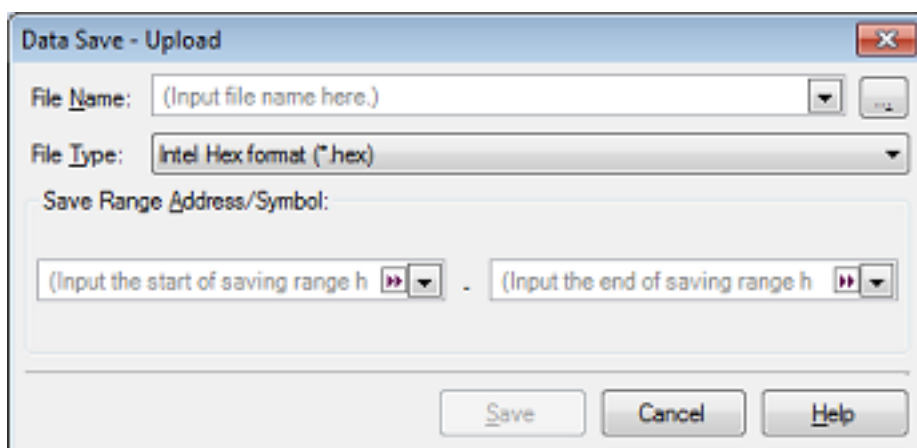 Data Save - Upload
File Name: (Input file name here.) ...
File Type: Intel Hex format (*.hex)
Save Range Address/Symbol:
(Input the start of saving range h - (Input the end of saving range h
Save Cancel Help